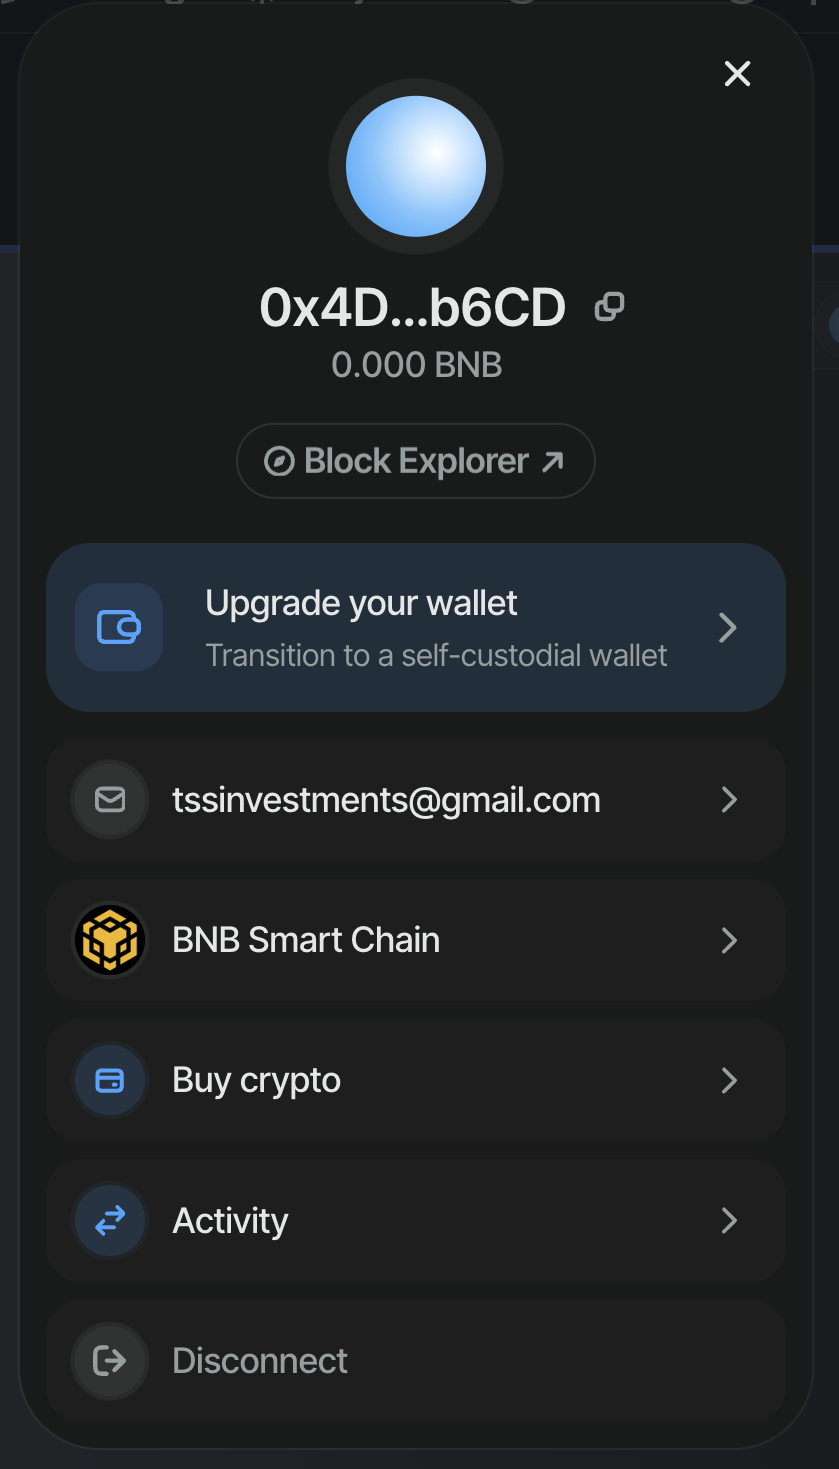 0x4D...b6CD
0.000 BNB
Block Explorer
Upgrade your wallet
Transition to a self-custodial wallet
tssinvestments@gmail.com
BNB Smart Chain
Buy crypto
Activity
Disconnect